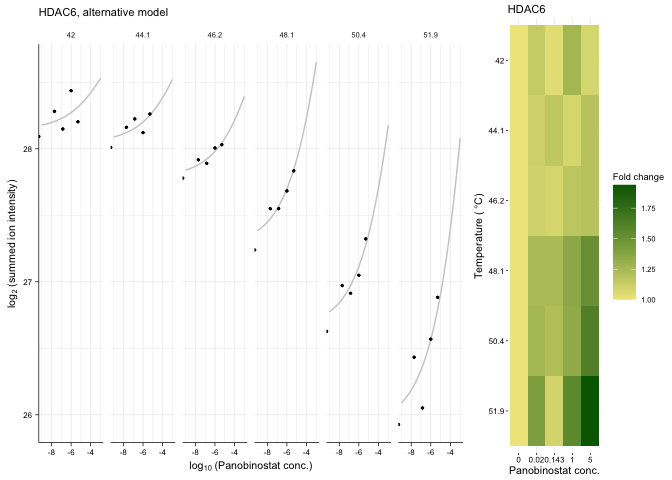 HDAC6, alternative model
42 44.1 46.2 48.1 50.4 51.9
log2 (summed ion intensity)
28
27
26
-8 -6 -4 -8 -6 -4 -8 -6 -4 -8 -6 -4 -8 -6 -4 -8 -6 -4
log10 (Panobinostat conc.)
HDAC6
Temperature ( °C)
42
44.1
46.2
48.1
50.4
51.9
0 0.02 0.143 1 5
Panobinostat conc.
Fold change
1.75
1.50
1.25
1.00